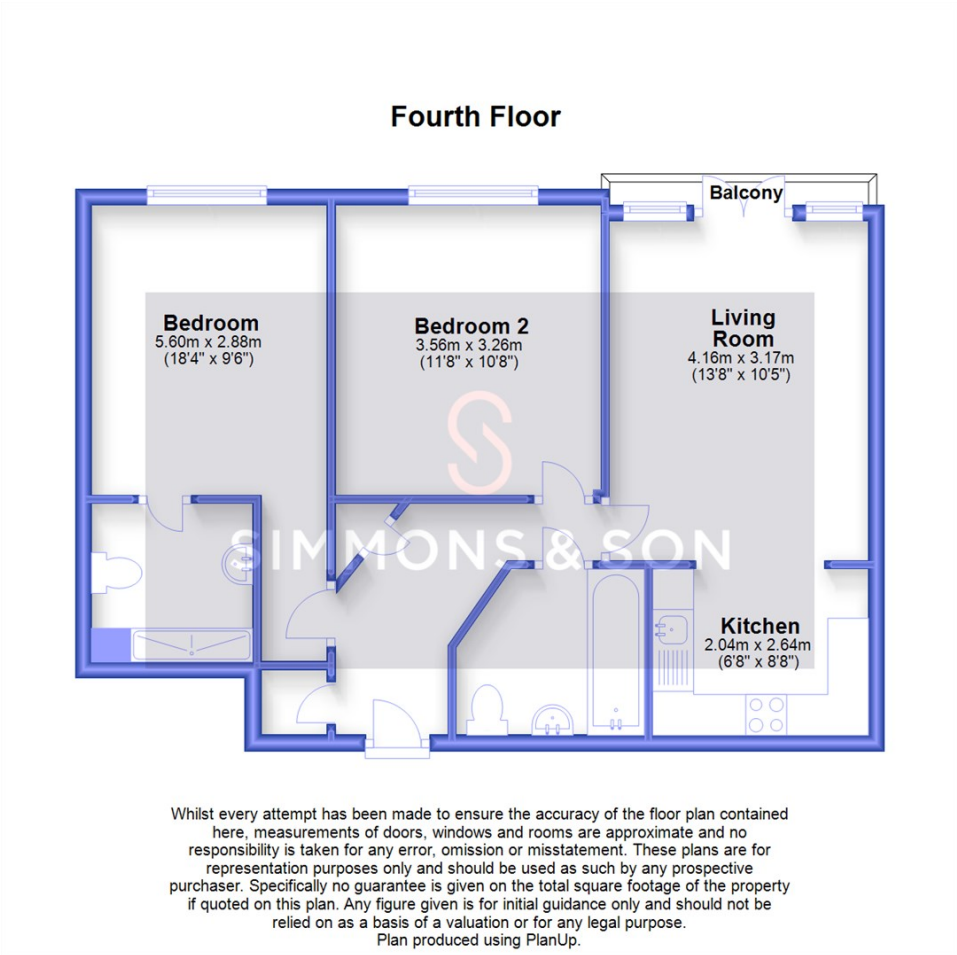 Fourth Floor
Balcony
Bedroom
5.60m x 2.88m
(18'4" x 9'6")
Bedroom 2
3.56m x 3.26m
(11'8" x 10'8")
Living
Room
4.16m x 3.17m
(13'8" x 10'5")
SIMMONS & SON
Kitchen
2.04m x 2.64m
(6'8" x 8'8")
Whilst every attempt has been made to ensure the accuracy of the floor plan contained
here, measurements of doors, windows and rooms are approximate and no
responsibility is taken for any error, omission or misstatement. These plans are for
representation purposes only and should be used as such by any prospective
purchaser. Specifically no guarantee is given on the total square footage of the property
if quoted on this plan. Any figure given is for initial guidance only and should not be
relied on as a basis of a valuation or for any legal purpose.
Plan produced using PlanUp.